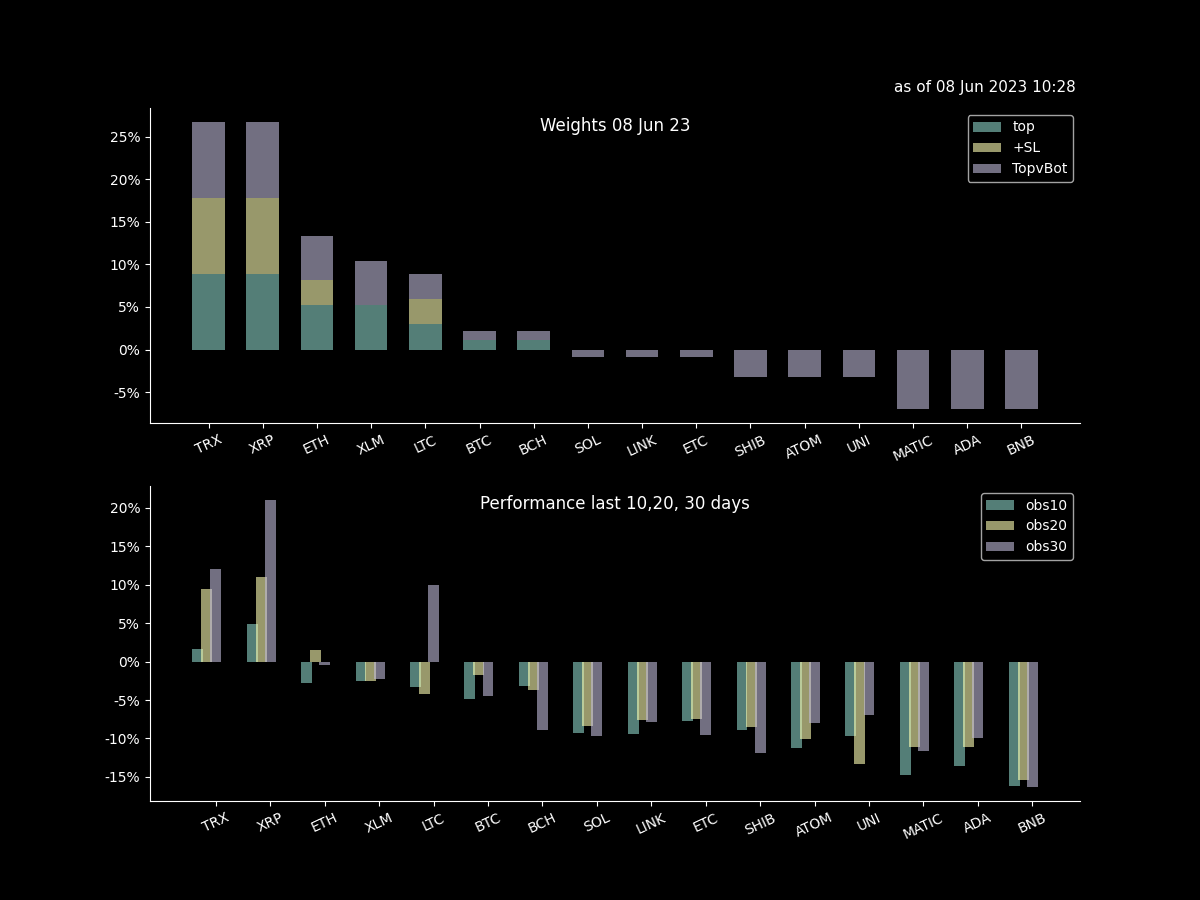 as of 08 Jun 2023 10:28
Weights 08 Jun 23
top
+SL
TopvBot
25%
20%
15%
10%
5%
0%
-5%
TRX XRP ETH XLM LTC BTC BCH SOL LINK ETC SHIB ATOM UNI MATIC ADA BNB
Performance last 10,20, 30 days
obs10
obs20
obs30
20%
15%
10%
5%
0%
-5%
-10%
-15%
TRX XRP ETH XLM LTC BTC BCH SOL LINK ETC SHIB ATOM UNI MATIC ADA BNB